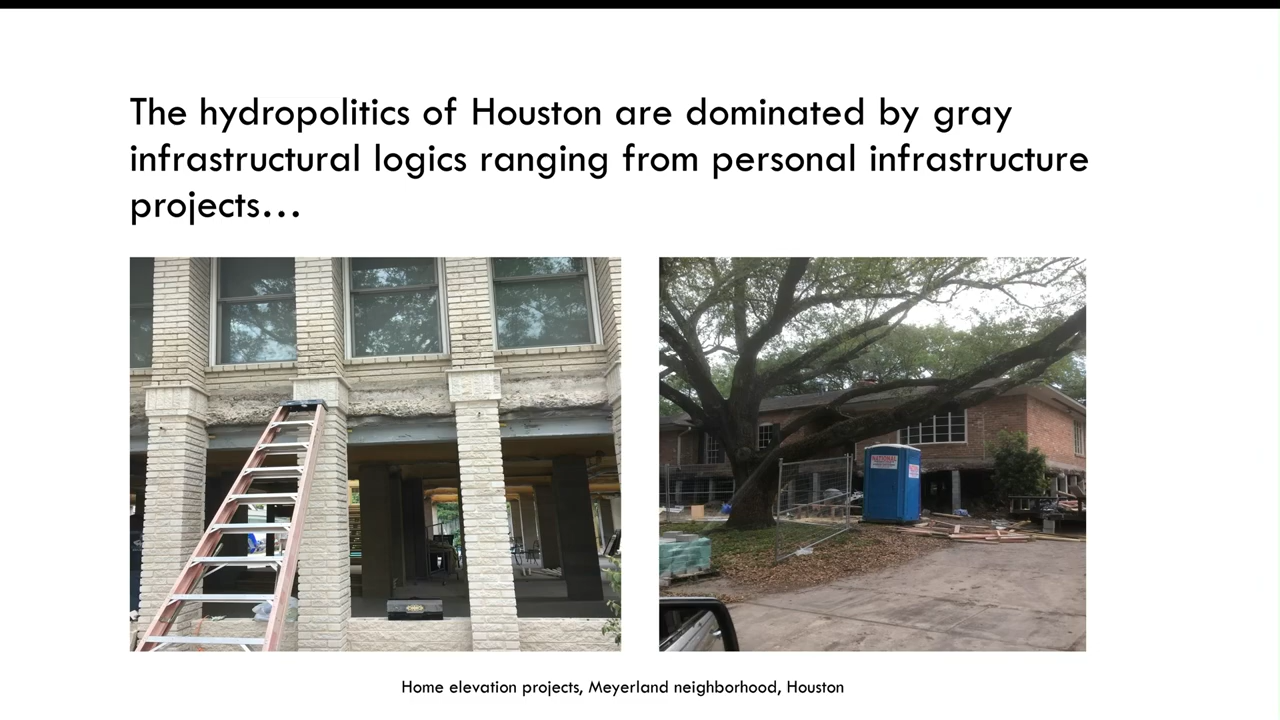 The hydropolitics of Houston are dominated by gray
infrastructural logics ranging from personal infrastructure
projects…
NATIONAL
Home elevation projects, Meyerland neighborhood, Houston